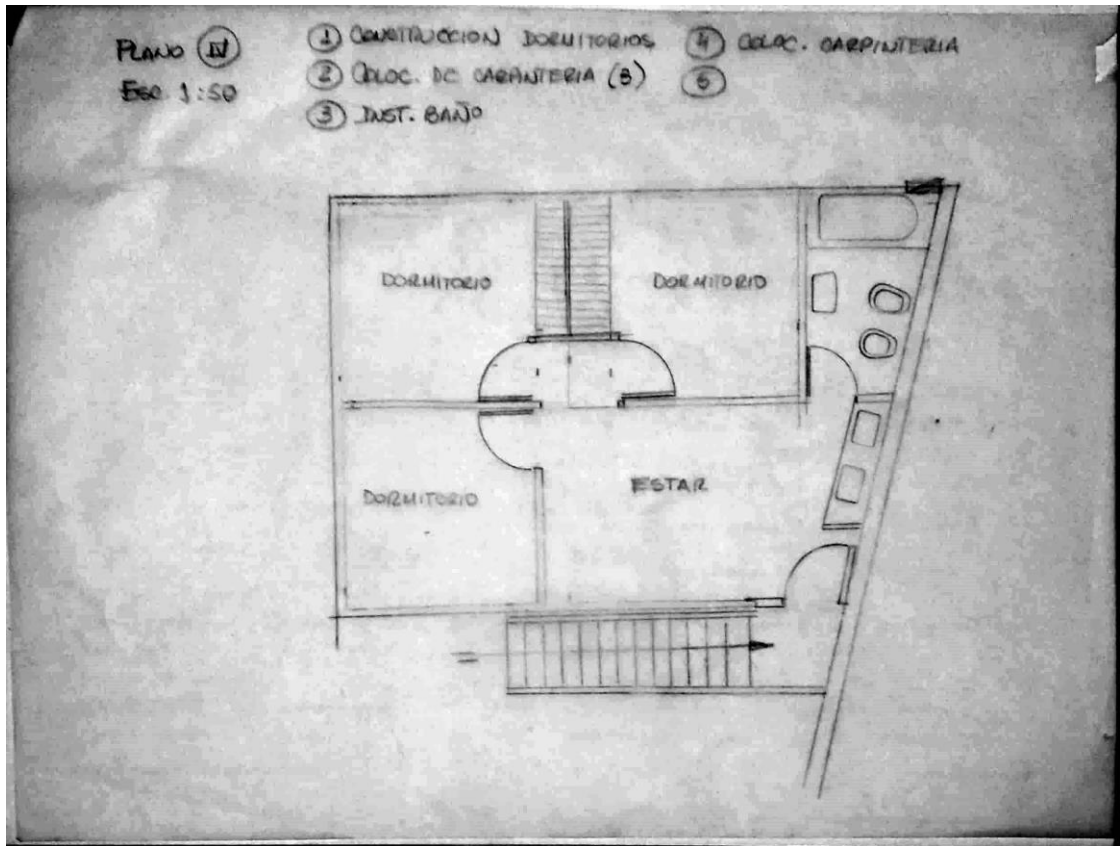 PLANO IV
ESC. 1:50
1 CONSTRUCCION DORMITORIOS
2 COLOC. DE CARPINTERIA (3)
3 INST. BAÑO
4 COLOC. CARPINTERIA
5
DORMITORIO
DORMITORIO
DORMITORIO
ESTAR